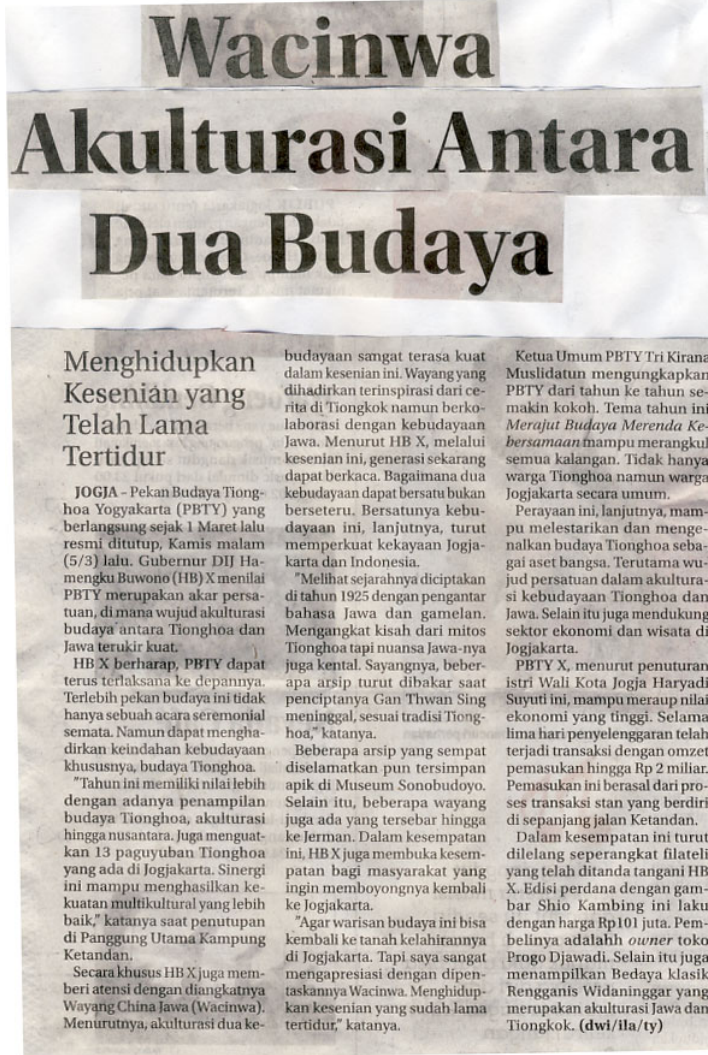 Wacinwa
Akulturasi Antara
Dua Budaya
Menghidupkan
Kesenian yang
Telah Lama
Tertidur
JOGJA – Pekan Budaya Tiong-
hoa Yogyakarta (PBTY) yang
berlangsung sejak 1 Maret lalu
resmi ditutup, Kamis malam
(5/3) lalu. Gubernur DIJ Ha-
mengku Buwono (HB) X menilai
PBTY merupakan akar persa-
tuan, di mana wujud akulturasi
budaya antara Tionghoa dan
Jawa terukir kuat.
HB X berharap, PBTY dapat
terus terlaksana ke depannya.
Terlebih pekan budaya ini tidak
hanya sebuah acara seremonial
semata. Namun dapat mengha-
dirkan keindahan kebudayaan
khususnya, budaya Tionghoa.
"Tahun ini memiliki nilai lebih
dengan adanya penampilan
budaya Tionghoa, akulturasi
hingga nusantara. Juga menguat-
kan 13 paguyuban Tionghoa
yang ada di Jogjakarta. Sinergi
ini mampu menghasilkan ke-
kuatan multikultural yang lebih
baik," katanya saat penutupan
di Panggung Utama Kampung
Ketandan.
Secara khusus HB X juga mem-
beri atensi dengan diangkatnya
Wayang China Jawa (Wacinwa).
Menurutnya, akulturasi dua ke-
budayaan sangat terasa kuat
dalam kesenian ini. Wayang yang
dihadirkan terinspirasi dari ce-
rita di Tiongkok namun berko-
laborasi dengan kebudayaan
Jawa. Menurut HB X, melalui
kesenian ini, generasi sekarang
dapat berkaca. Bagaimana dua
kebudayaan dapat bersatu bukan
berseteru. Bersatunya kebu-
dayaan ini, lanjutnya, turut
memperkuat kekayaan Jogja-
karta dan Indonesia.
"Melihat sejarahnya diciptakan
di tahun 1925 dengan pengantar
bahasa Jawa dan gamelan.
Mengangkat kisah dari mitos
Tionghoa tapi nuansa Jawa-nya
juga kental. Sayangnya, beber-
apa arsip turut dibakar saat
penciptanya Gan Thwan Sing
meninggal, sesuai tradisi Tiong-
hoa," katanya.
Beberapa arsip yang sempat
diselamatkan pun tersimpan
apik di Museum Sonobudoyo.
Selain itu, beberapa wayang
juga ada yang tersebar hingga
ke Jerman. Dalam kesempatan
ini, HB X juga membuka kesem-
patan bagi masyarakat yang
ingin memboyongnya kembali
ke Jogjakarta.
"Agar warisan budaya ini bisa
kembali ke tanah kelahirannya
di Jogjakarta. Tapi saya sangat
mengapresiasi dengan dipen-
taskannya Wacinwa. Menghidup-
kan kesenian yang sudah lama
tertidur," katanya.
Ketua Umum PBTY Tri Kirana
Muslidatun mengungkapkan
PBTY dari tahun ke tahun se-
makin kokoh. Tema tahun ini
Merajut Budaya Merenda Ke-
bersamaan mampu merangkul
semua kalangan. Tidak hanya
warga Tionghoa namun warga
Jogjakarta secara umum.
Perayaan ini, lanjutnya, mam-
pu melestarikan dan menge-
nalkan budaya Tionghoa seba-
gai aset bangsa. Terutama wu-
jud persatuan dalam akultura-
si kebudayaan Tionghoa dan
Jawa. Selain itu juga mendukung
sektor ekonomi dan wisata di
Jogjakarta.
PBTY X, menurut penuturan
istri Wali Kota Jogja Haryadi
Suyuti ini, mampu meraup nilai
ekonomi yang tinggi. Selama
lima hari penyelenggaran telah
terjadi transaksi dengan omzet
pemasukan hingga Rp 2 miliar.
Pemasukan ini berasal dari pro-
ses transaksi stan yang berdiri
di sepanjang jalan Ketandan.
Dalam kesempatan ini turut
dilelang seperangkat filateli
yang telah ditanda tangani HB
X. Edisi perdana dengan gam-
bar Shio Kambing ini laku
dengan harga Rp101 juta. Pem-
belinya adalahh owner toko
Progo Djawadi. Selain itu juga
menampilkan Bedaya klasik
Rengganis Widaninggar yang
merupakan akulturasi Jawa dan
Tiongkok. (dwi/ila/ty)